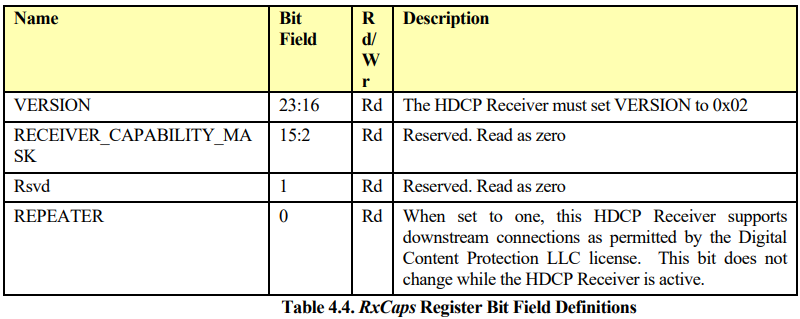 Name Bit Field Rd/Wr Description
VERSION 23:16 Rd The HDCP Receiver must set VERSION to 0x02
RECEIVER_CAPABILITY_MA 15:2 Rd Reserved. Read as zero
SK
Rsvd 1 Rd Reserved. Read as zero
REPEATER 0 Rd When set to one, this HDCP Receiver supports
downstream connections as permitted by the Digital
Content Protection LLC license. This bit does not
change while the HDCP Receiver is active.
Table 4.4. RxCaps Register Bit Field Definitions